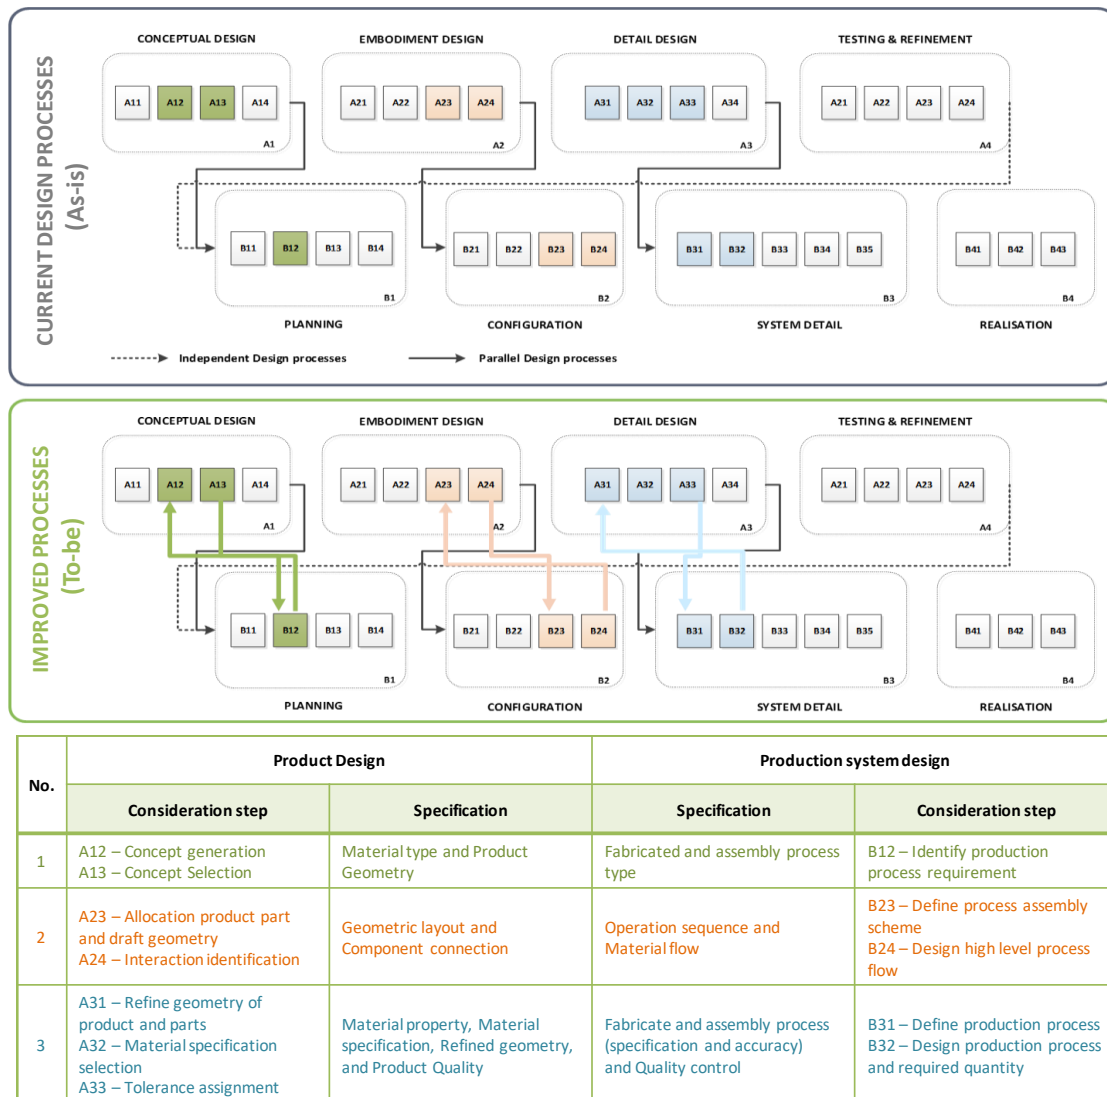 CURRENT DESIGN PROCESSES
(As-is)
CONCEPTUAL DESIGN EMBODIMENT DESIGN DETAIL DESIGN TESTING & REFINEMENT
A11 A12 A13 A14 A21 A22 A23 A24 A31 A32 A33 A34 A21 A22 A23 A24
A1 A2 A3 A4
B11 B12 B13 B14 B21 B22 B23 B24 B31 B32 B33 B34 B35 B41 B42 B43
B1 B2 B3 B4
PLANNING CONFIGURATION SYSTEM DETAIL REALISATION
Independent Design processes Parallel Design processes
IMPROVED PROCESSES
(To-be)
CONCEPTUAL DESIGN EMBODIMENT DESIGN DETAIL DESIGN TESTING & REFINEMENT
A11 A12 A13 A14 A21 A22 A23 A24 A31 A32 A33 A34 A21 A22 A23 A24
A1 A2 A3 A4
B11 B12 B13 B14 B21 B22 B23 B24 B31 B32 B33 B34 B35 B41 B42 B43
B1 B2 B3 B4
PLANNING CONFIGURATION SYSTEM DETAIL REALISATION
No.
Product Design
Production system design
Consideration step
Specification
Specification
Consideration step
1
A12 – Concept generation
A13 – Concept Selection
Material type and Product
Geometry
Fabricated and assembly process
type
B12 – Identify production
process requirement
2
A23 – Allocation product part
and draft geometry
A24 – Interaction identification
Geometric layout and
Component connection
Operation sequence and
Material flow
B23 – Define process assembly
scheme
B24 – Design high level process
flow
3
A31 – Refine geometry of
product and parts
A32 – Material specification
selection
A33 – Tolerance assignment
Material property, Material
specification, Refined geometry,
and Product Quality
Fabricate and assembly process
(specification and accuracy)
and Quality control
B31 – Define production process
B32 – Design production process
and required quantity